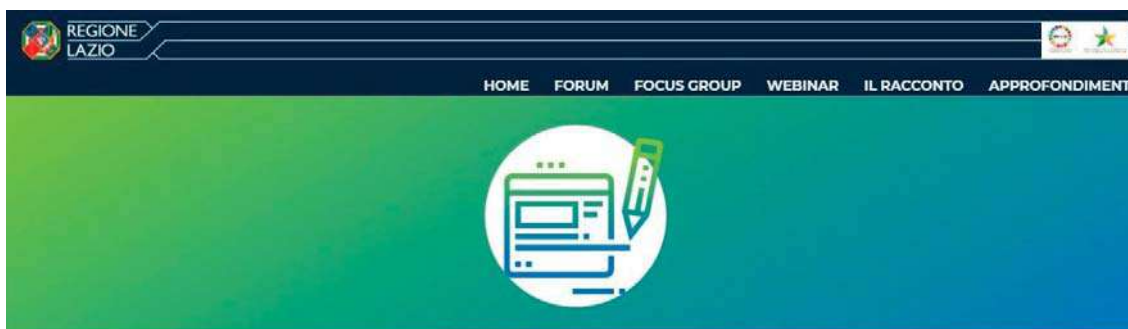 REGIONE
LAZIO
HOME FORUM FOCUS GROUP WEBINAR IL RACCONTO APPROFONDIMENT